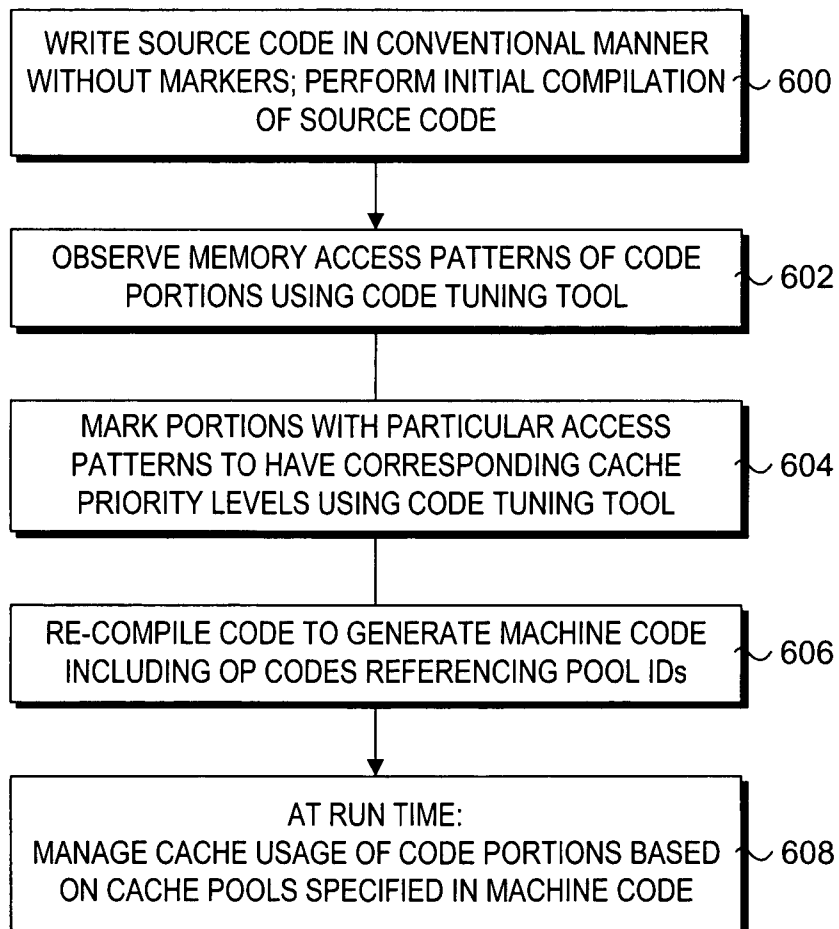 WRITE SOURCE CODE IN CONVENTIONAL MANNER
WITHOUT MARKERS; PERFORM INITIAL COMPILATION
OF SOURCE CODE
600
OBSERVE MEMORY ACCESS PATTERNS OF CODE
PORTIONS USING CODE TUNING TOOL
602
MARK PORTIONS WITH PARTICULAR ACCESS
PATTERNS TO HAVE CORRESPONDING CACHE
PRIORITY LEVELS USING CODE TUNING TOOL
604
RE-COMPILE CODE TO GENERATE MACHINE CODE
INCLUDING OP CODES REFERENCING POOL IDs
606
AT RUN TIME:
MANAGE CACHE USAGE OF CODE PORTIONS BASED
ON CACHE POOLS SPECIFIED IN MACHINE CODE
608